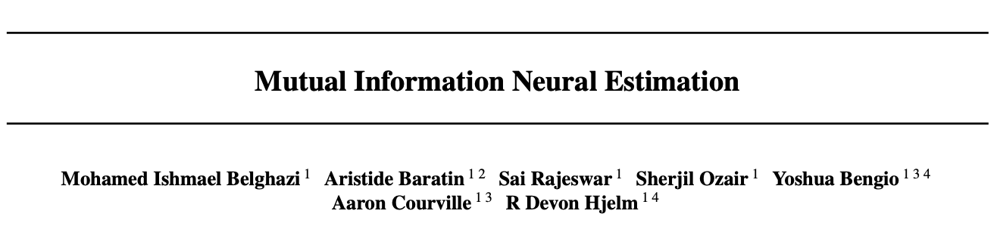 Mutual Information Neural Estimation
Mohamed Ishmael Belghazi 1 Aristide Baratin 1 2 Sai Rajeswar 1 Sherjil Ozair 1 Yoshua Bengio 1 3 4
Aaron Courville 1 3 R Devon Hjelm 1 4